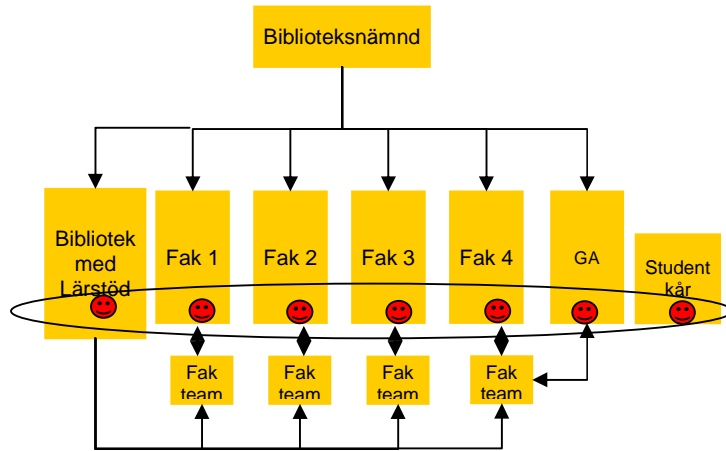 Biblioteksnämnd
Bibliotek
med
Lärstöd
Fak 1
Fak 2
Fak 3
Fak 4
GA
Student
kår
Fak
team
Fak
team
Fak
team
Fak
team